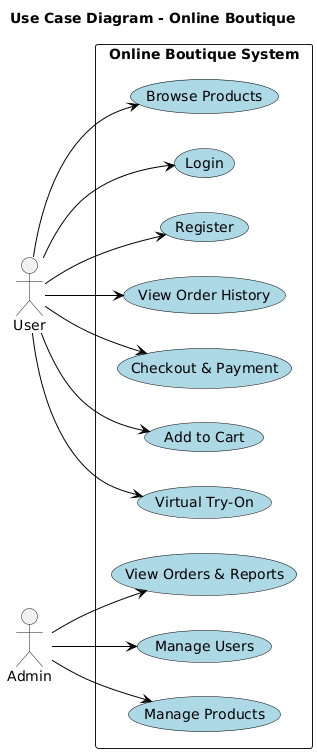 Use Case Diagram - Online Boutique
Online Boutique System
Browse Products
Login
Register
View Order History
User
Checkout & Payment
Add to Cart
Virtual Try-On
View Orders & Reports
Manage Users
Admin
Manage Products